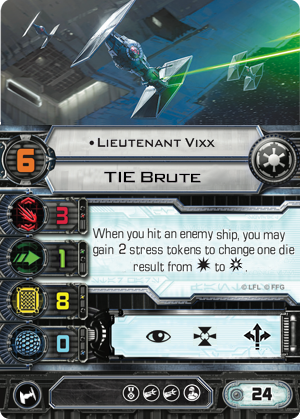 • Lieutenant Vixx
6
TIE Brute
3
When you hit an enemy ship, you may
1
gain 2 stress tokens to change one die
result from to .
©LFL ©FFG
8
0
24